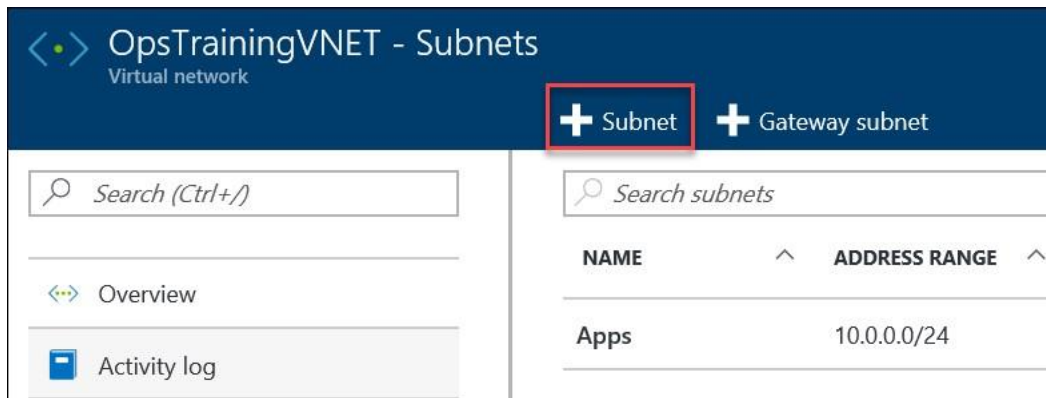 OpsTrainingVNET - Subnets
Virtual network
Subnet
Gateway subnet
Search (Ctrl+/)
Search subnets
NAME
ADDRESS RANGE
Overview
Apps
10.0.0.0/24
Activity log